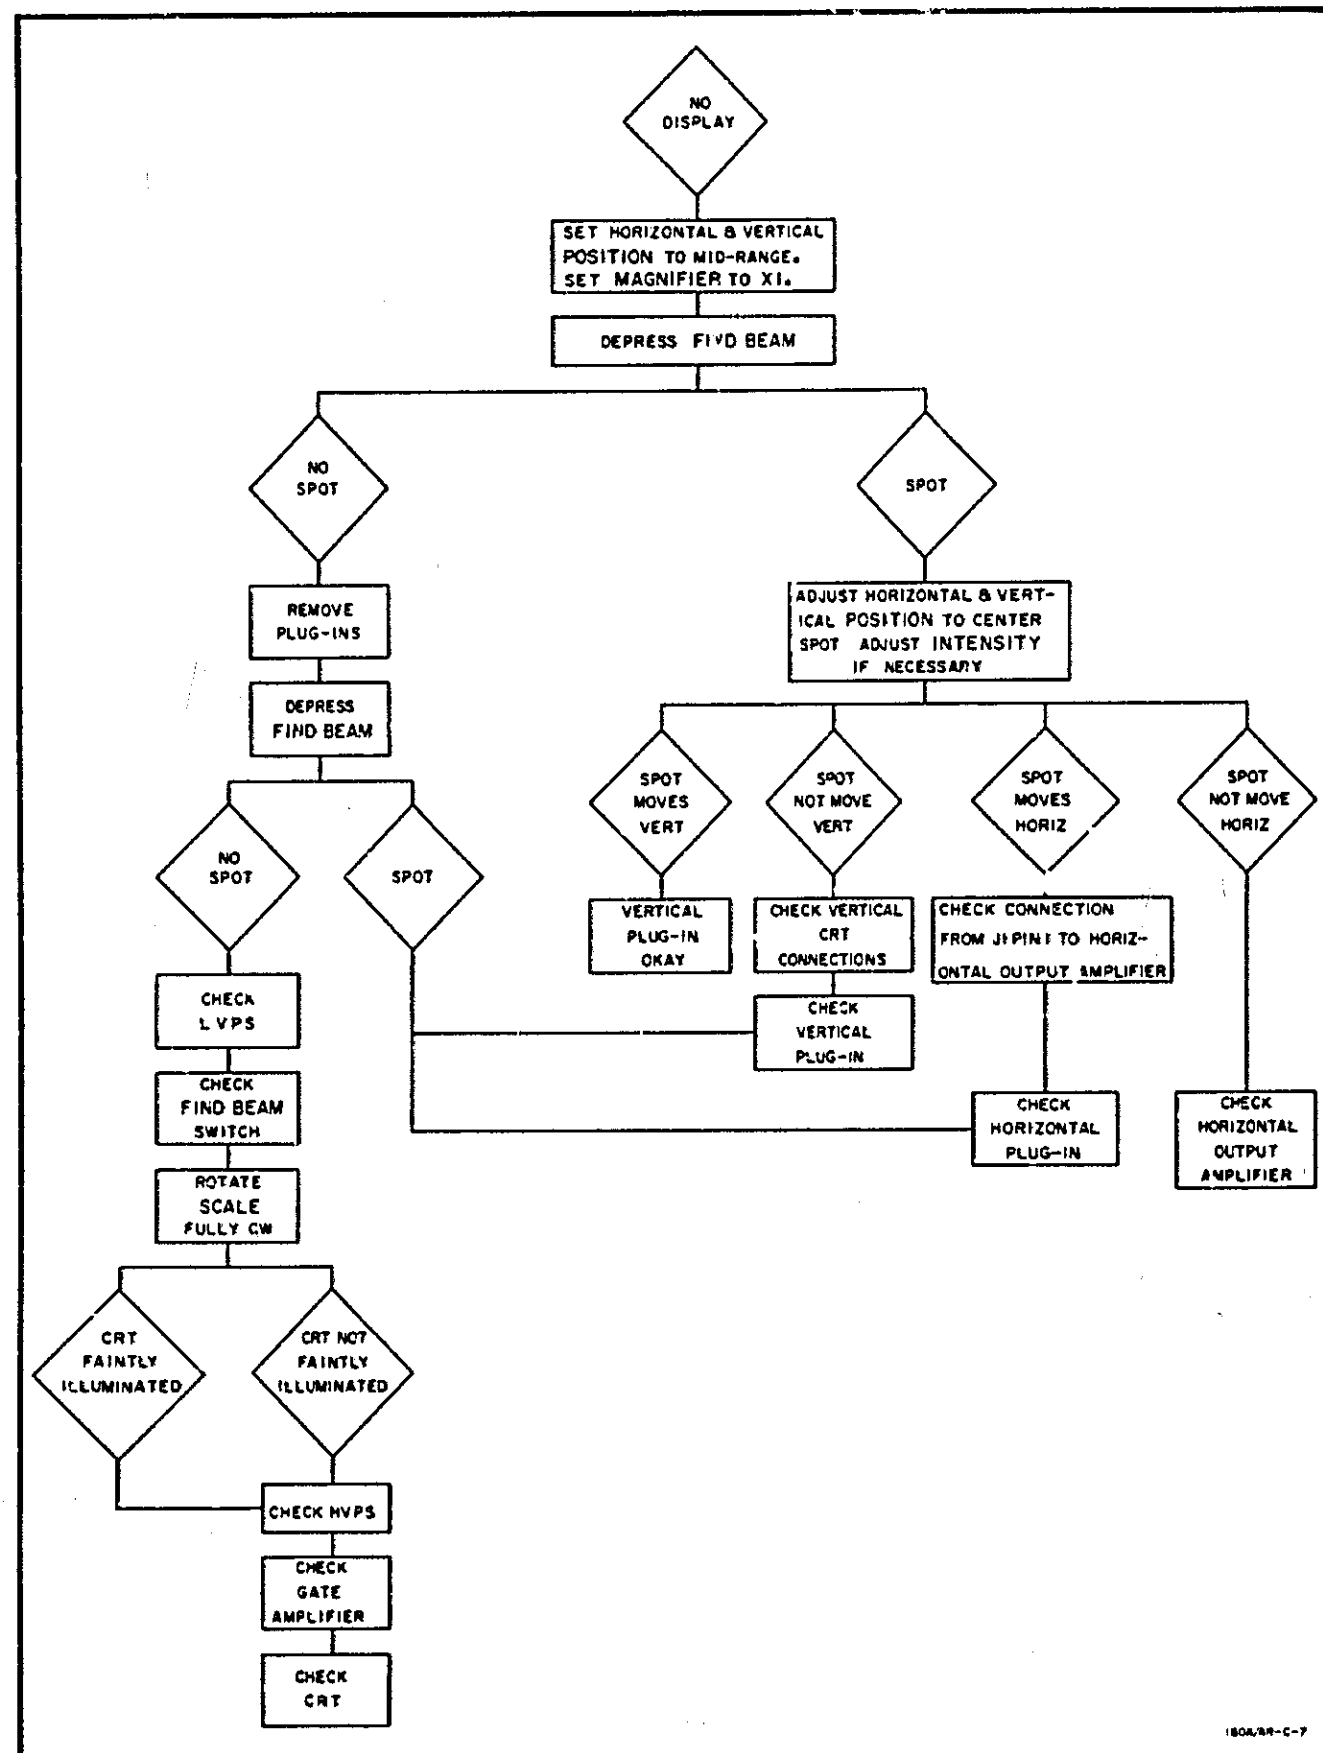 NO
DISPLAY
SET HORIZONTAL & VERTICAL
POSITION TO MID-RANGE.
SET MAGNIFIER TO X1.
DEPRESS FIND BEAM
NO
SPOT
SPOT
REMOVE
PLUG-INS
DEPRESS
FIND BEAM
ADJUST HORIZONTAL & VERT-
ICAL POSITION TO CENTER
SPOT ADJUST INTENSITY
IF NECESSARY
NO
SPOT
SPOT
SPOT
MOVES
VERT
SPOT
NOT MOVE
VERT
SPOT
MOVES
HORIZ
SPOT
NOT MOVE
HORIZ
VERTICAL
PLUG-IN
OKAY
CHECK VERTICAL
CRT
CONNECTIONS
CHECK CONNECTION
FROM J1 PIN 1 TO HORIZ-
ONTAL OUTPUT AMPLIFIER
CHECK
LVPS
CHECK
VERTICAL
PLUG-IN
CHECK
FIND BEAM
SWITCH
CHECK
HORIZONTAL
PLUG-IN
CHECK
HORIZONTAL
OUTPUT
AMPLIFIER
ROTATE
SCALE
FULLY CW
CRT
FAINTLY
ILLUMINATED
CRT NOT
FAINTLY
ILLUMINATED
CHECK HVPS
CHECK
GATE
AMPLIFIER
CHECK
CRT